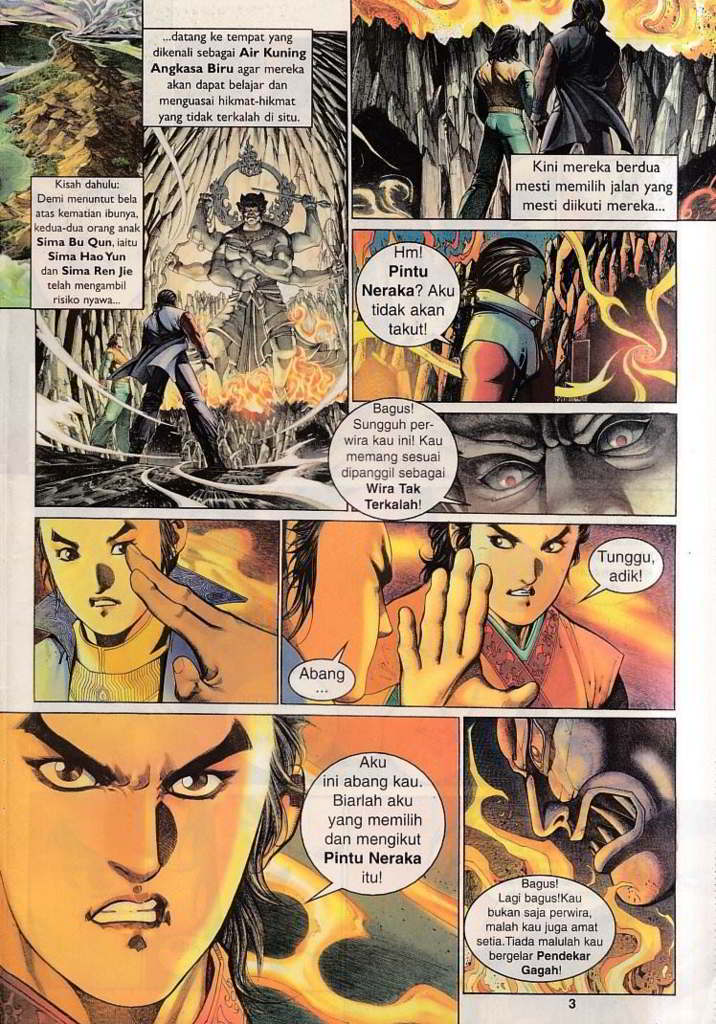 Kisah dahulu:
Demi menuntut bela
atas kematian ibunya,
kedua-dua orang anak
Sima Bu Qun, iaitu
Sima Hao Yun
dan Sima Ren Jie
telah mengambil
risiko nyawa...
...datang ke tempat yang
dikenali sebagai Air Kuning
Angkasa Biru agar mereka
akan dapat belajar dan
menguasai hikmat-hikmat
yang tidak terkalah di situ.
Kini mereka berdua
mesti memilih jalan yang
mesti diikuti mereka...
Hm!
Pintu
Neraka? Aku
tidak akan
takut!
Bagus!
Sungguh per-
wira kau ini! Kau
memang sesuai
dipanggil sebagai
Wira Tak
Terkalah!
Tunggu,
adik!
Abang
...
Aku
ini abang kau.
Biarlah aku
yang memilih
dan mengikut
Pintu Neraka
itu!
Bagus!
Lagi bagus!Kau
bukan saja perwira,
malah kau juga amat
setia.Tiada malulah kau
bergelar Pendekar
Gagah!
3